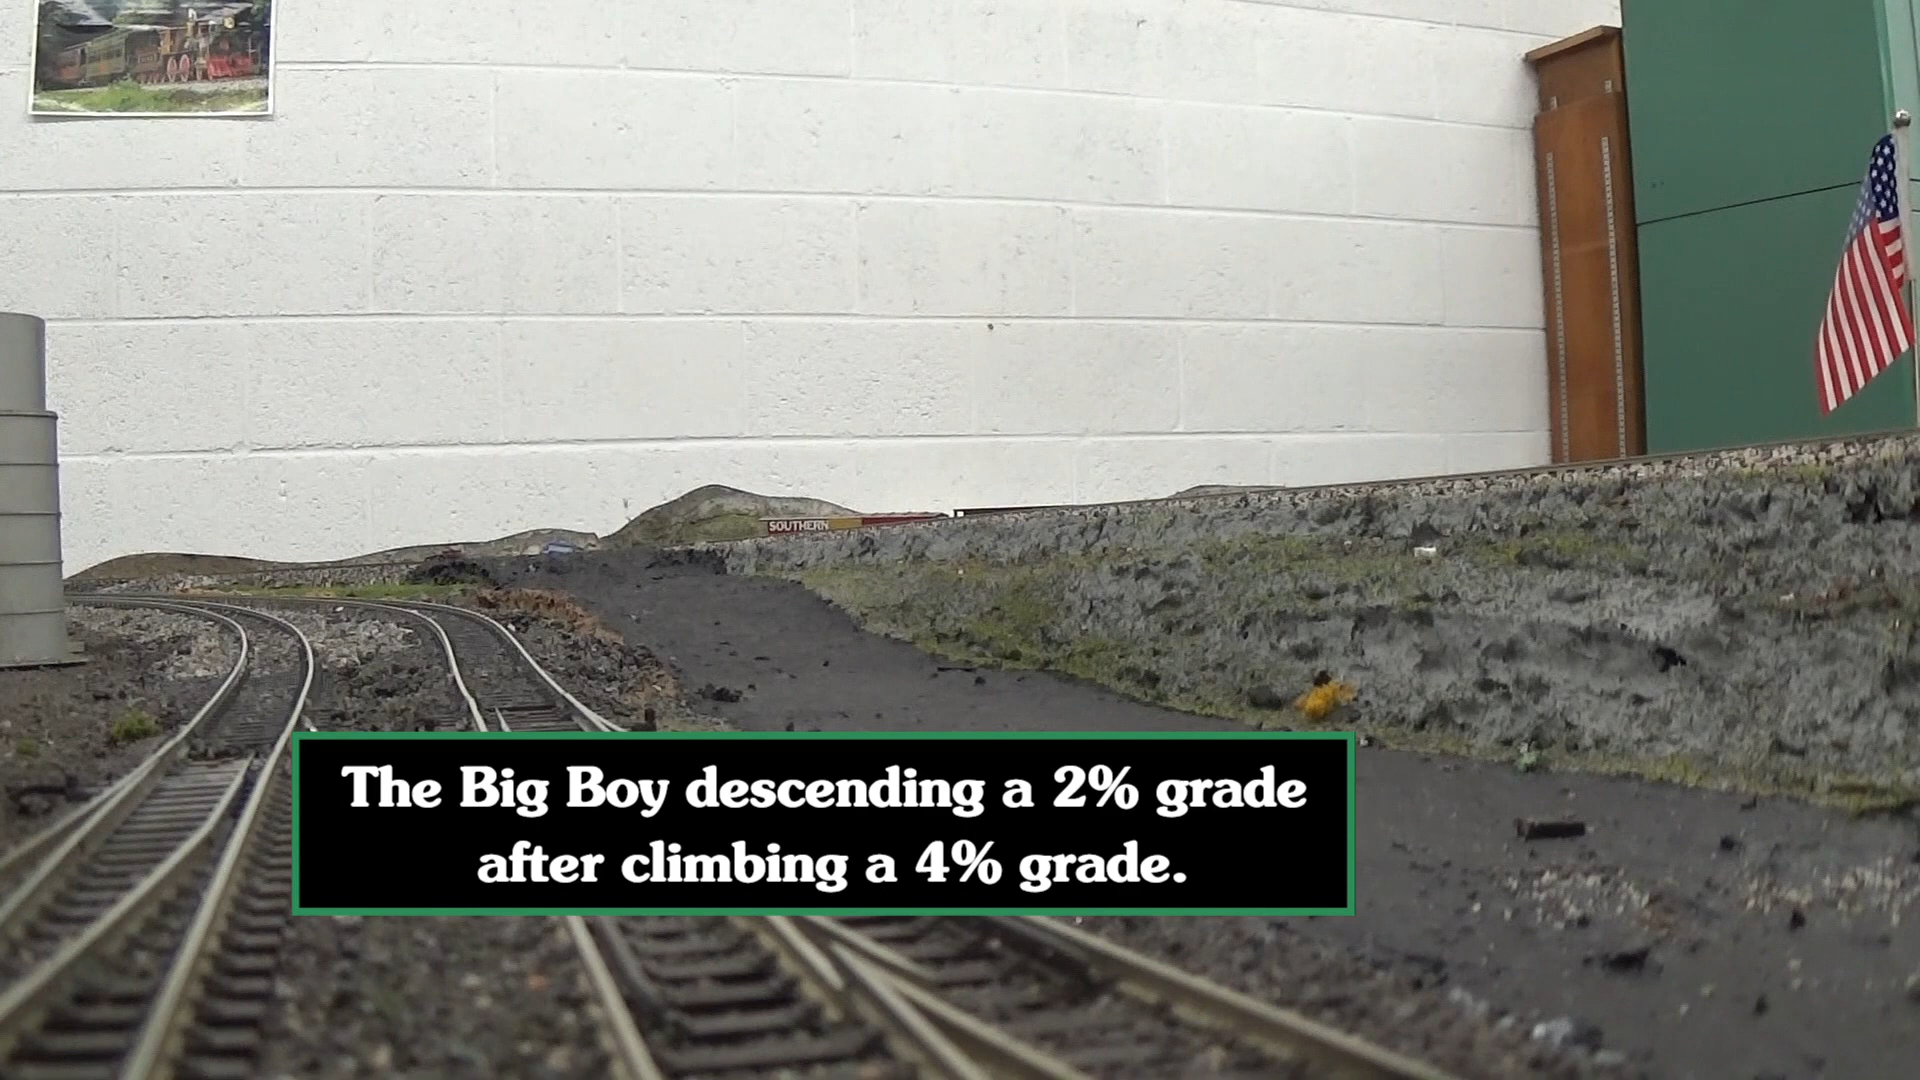 SOUTHERN
The Big Boy descending a 2% grade
after climbing a 4% grade.